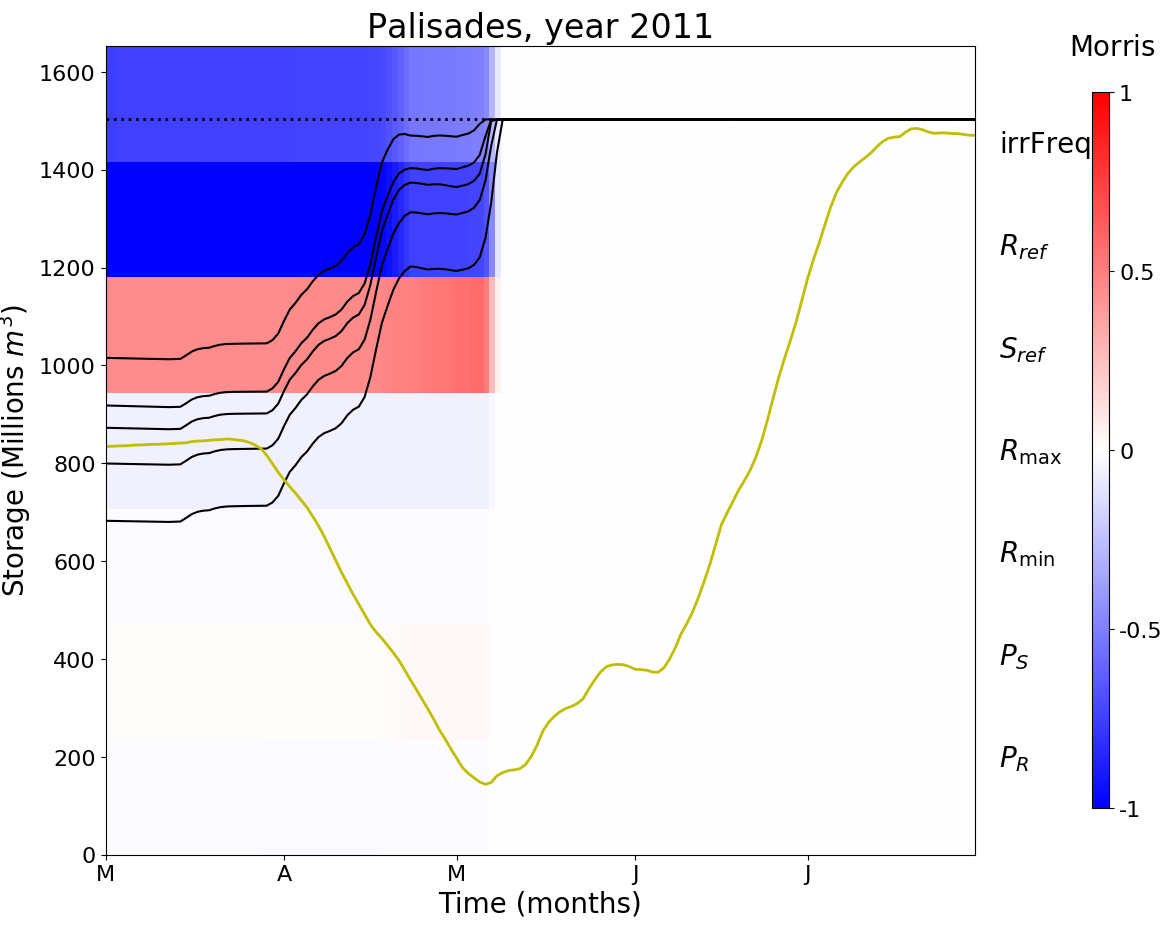 Palisades, year 2011
Morris
Storage (Millions m³)
1600
1400
1200
1000
800
600
400
200
0
M
A
M
J
J
Time (months)
irrFreq
R_ref
S_ref
R_max
R_min
P_S
P_R
1
0.5
0
-0.5
-1